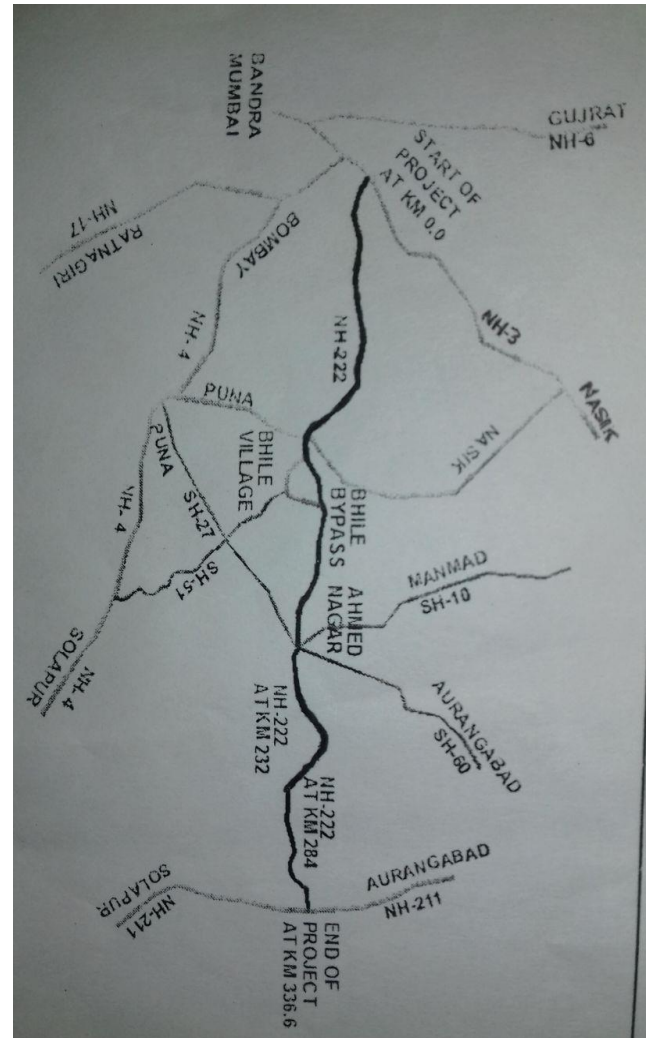 GUJRAT
NH-6
BANDRA
MUMBAI
START OF
PROJECT
AT KM 0.0
NH-17
RATNAGIRI
BOMBAY
NH-4
NH-222
NH-3
NASIK
NASIK
PUNA
PUNA
NH-4
SH-27
BHILE
VILLAGE
BHILE
BYPASS
SH-51
SOLAPUR
NH-4
AHMED
NAGAR
MANMAD
SH-10
AURANGABAD
SH-60
NH-222
AT KM 232
NH-222
AT KM 284
AURANGABAD
NH-211
SOLAPUR
NH-211
END OF
PROJECT
AT KM 336.6